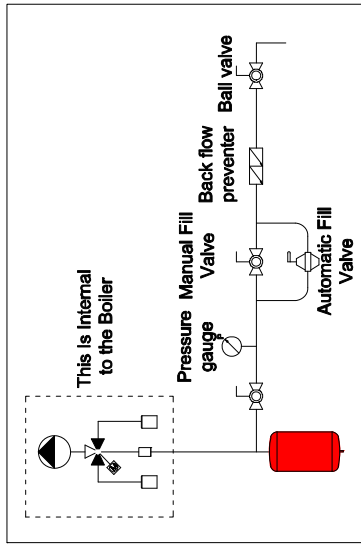 This Is Internal
to the Boiler
Pressure
gauge
Manual Fill
Valve
Back flow
preventer
Ball valve
Automatic Fill
Valve